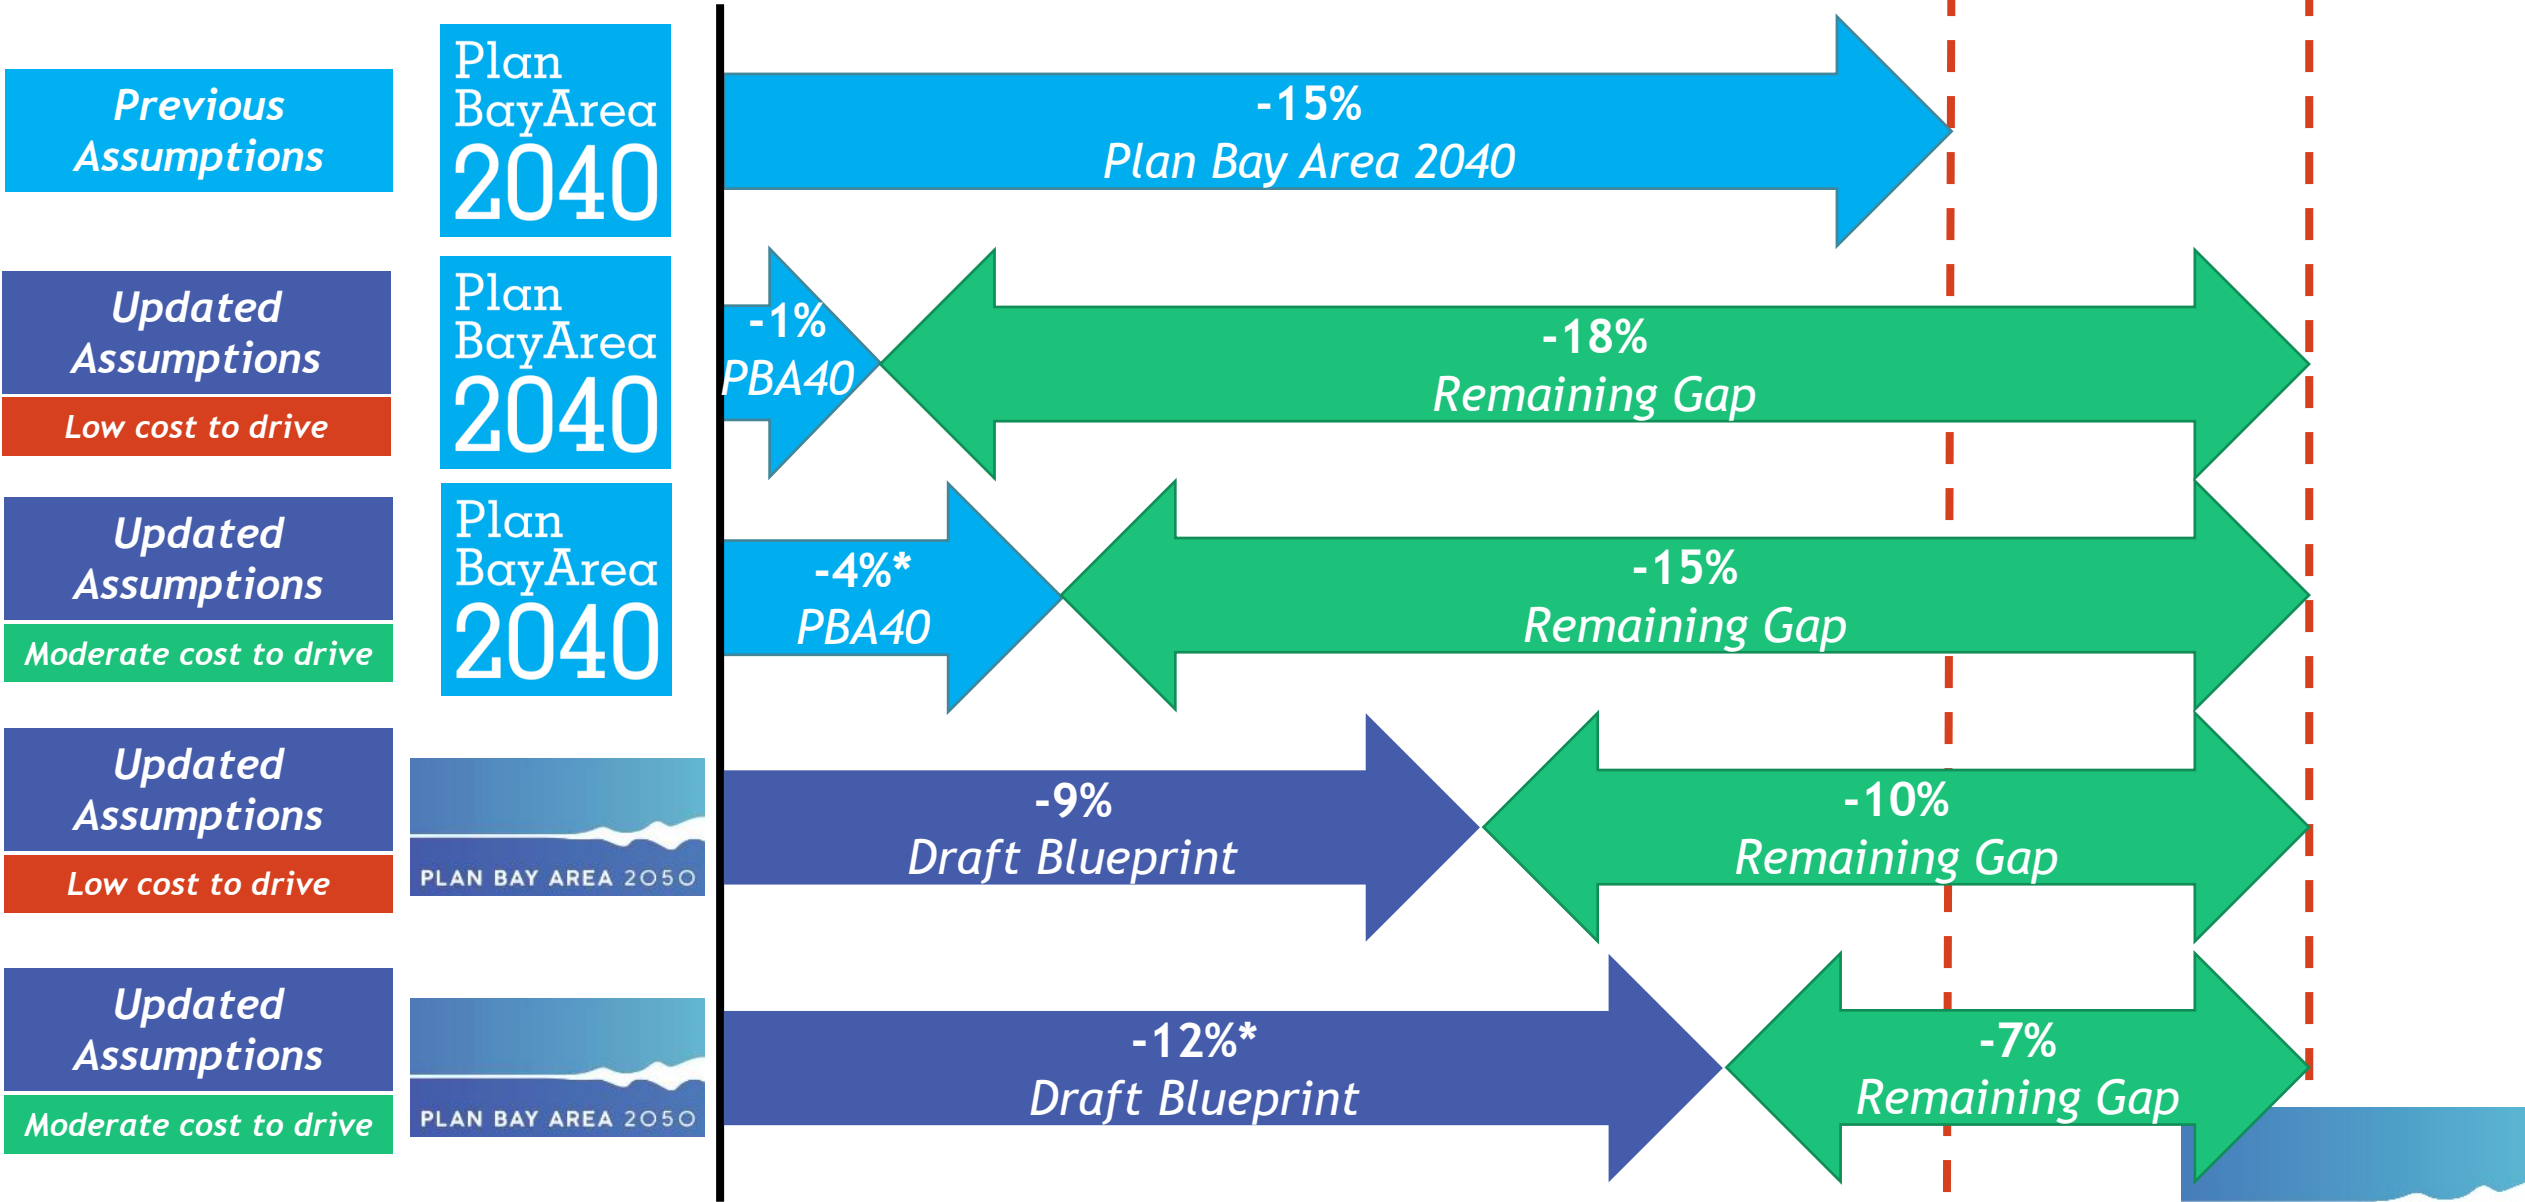 Previous
Assumptions
Plan
BayArea
2040
-15%
Plan Bay Area 2040
Updated
Assumptions
Low cost to drive
Plan
BayArea
2040
-1%
PBA40
-18%
Remaining Gap
Updated
Assumptions
Moderate cost to drive
Plan
BayArea
2040
-4%*
PBA40
-15%
Remaining Gap
Updated
Assumptions
Low cost to drive
PLAN BAY AREA 2050
-9%
Draft Blueprint
-10%
Remaining Gap
Updated
Assumptions
Moderate cost to drive
PLAN BAY AREA 2050
-12%*
Draft Blueprint
-7%
Remaining Gap